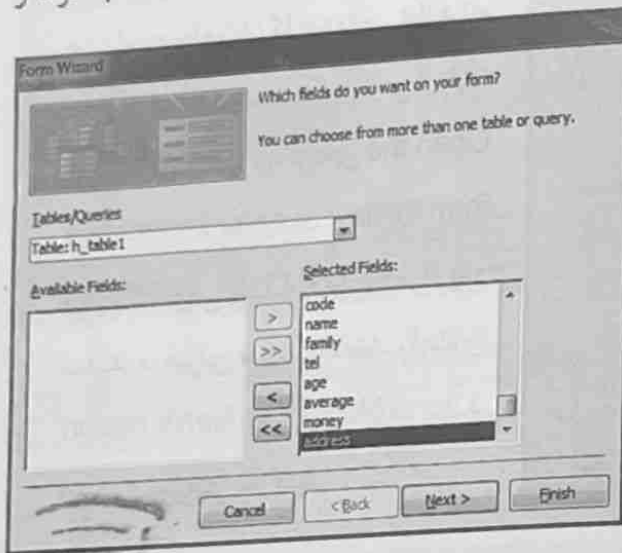 Form Wizard
Which fields do you want on your form?
You can choose from more than one table or query.
Tables/Queries
Table: h_table1
Available Fields:
Selected Fields:
>
>>
<
<<
code
name
family
tel
age
average
money
address
Cancel
< Back
Next >
Finish